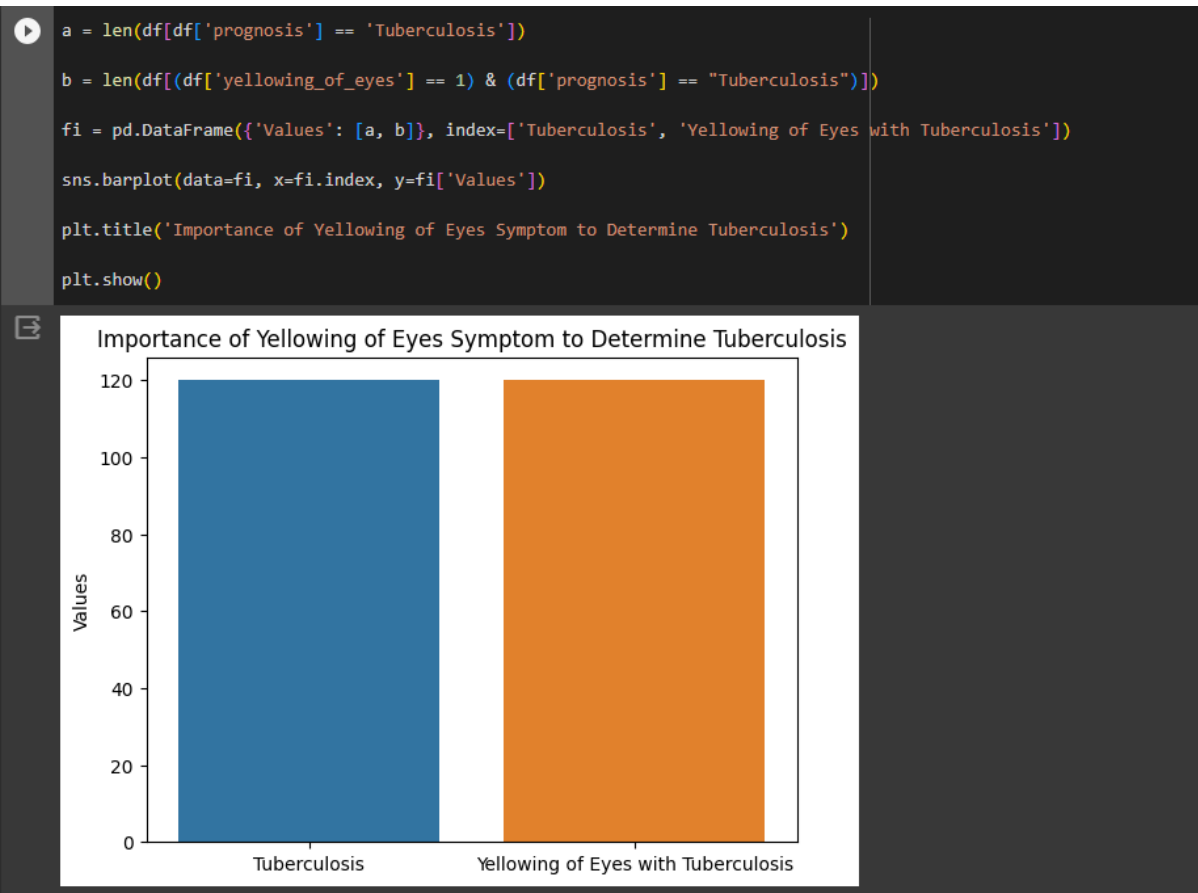 a = len(df[df['prognosis'] == 'Tuberculosis'])
b = len(df[(df['yellowing_of_eyes'] == 1) & (df['prognosis'] == "Tuberculosis")])
fi = pd.DataFrame({'Values': [a, b]}, index=['Tuberculosis', 'Yellowing of Eyes with Tuberculosis'])
sns.barplot(data=fi, x=fi.index, y=fi['Values'])
plt.title('Importance of Yellowing of Eyes Symptom to Determine Tuberculosis')
plt.show()
Importance of Yellowing of Eyes Symptom to Determine Tuberculosis
120
100
80
60
40
20
0
Values
Tuberculosis
Yellowing of Eyes with Tuberculosis